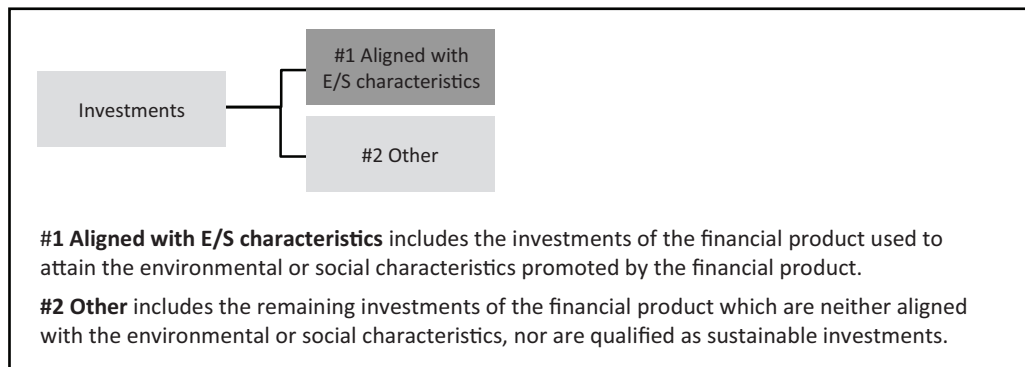 #1 Aligned with
E/S characteristics
Investments
#2 Other
#1 Aligned with E/S characteristics includes the investments of the financial product used to
attain the environmental or social characteristics promoted by the financial product.
#2 Other includes the remaining investments of the financial product which are neither aligned
with the environmental or social characteristics, nor are qualified as sustainable investments.